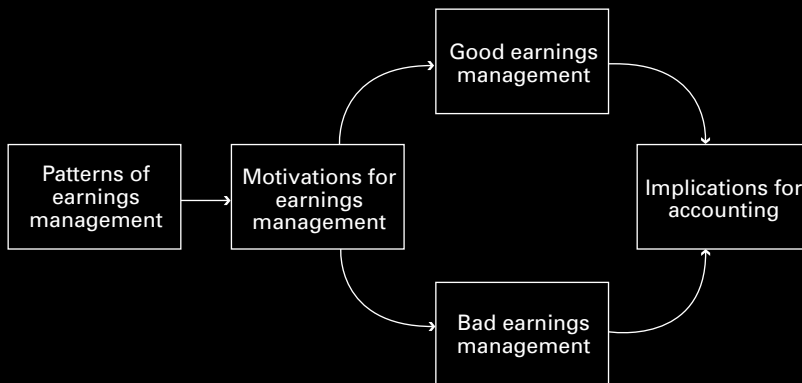 Good earnings
management
Patterns of
earnings
management
Motivations for
earnings
management
Implications for
accounting
Bad earnings
management